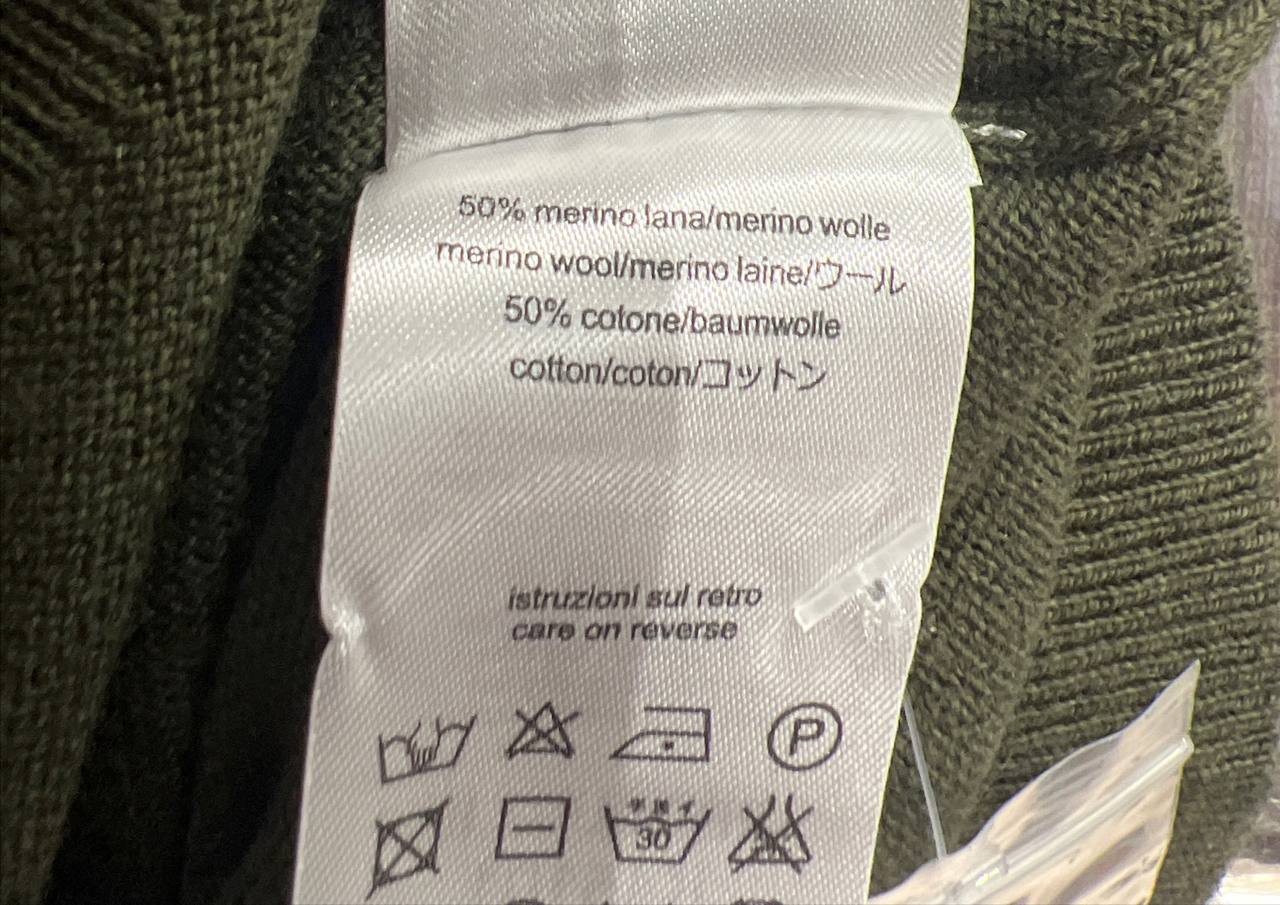 50% merino lana/merino wolle
merino wool/merino laine/ウール
50% cotone/baumwolle
cotton/coton/コットン
istruzioni sul retro
care on reverse
P
30